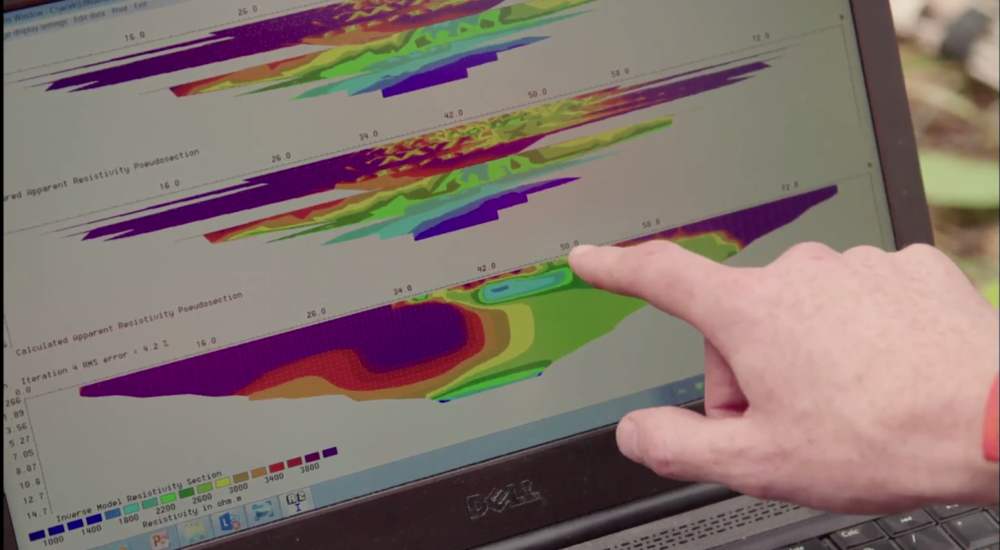 Window
display settings Edit data Print Exit
16.0 26.0
ered Apparent Resistivity Pseudosection
16.0 26.0 34.0 42.0 50.0 58.0 72.0
Calculated Apparent Resistivity Pseudosection
Iteration 4 RMS error = 4.2 %
0.0 16.0 26.0 34.0 42.0 50.0 58.0 72.0
266
1.89
3.56
5.27
7.05
8.87
10.8
12.7
14.7
Inverse Model Resistivity Section
1000 1400 1800 2200 2600 3000 3400 3800
Resistivity in ohm.m
DELL
Calc